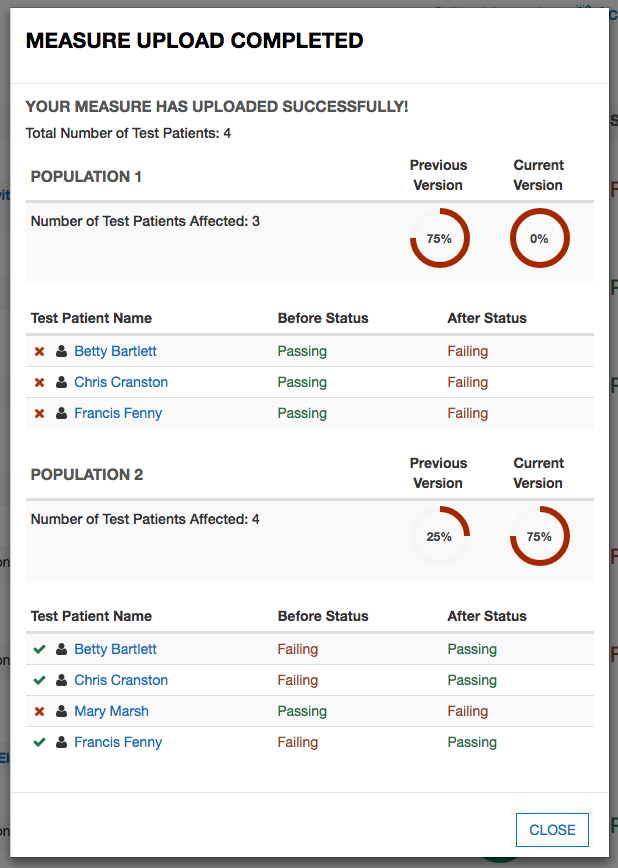 MEASURE UPLOAD COMPLETED
YOUR MEASURE HAS UPLOADED SUCCESSFULLY!
Total Number of Test Patients: 4
POPULATION 1
Previous Version
Current Version
Number of Test Patients Affected: 3
75%
0%
Test Patient Name Before Status After Status
Betty Bartlett Passing Failing
Chris Cranston Passing Failing
Francis Fenny Passing Failing
POPULATION 2
Previous Version
Current Version
Number of Test Patients Affected: 4
25%
75%
Test Patient Name Before Status After Status
Betty Bartlett Failing Passing
Chris Cranston Failing Passing
Mary Marsh Passing Failing
Francis Fenny Failing Passing
CLOSE